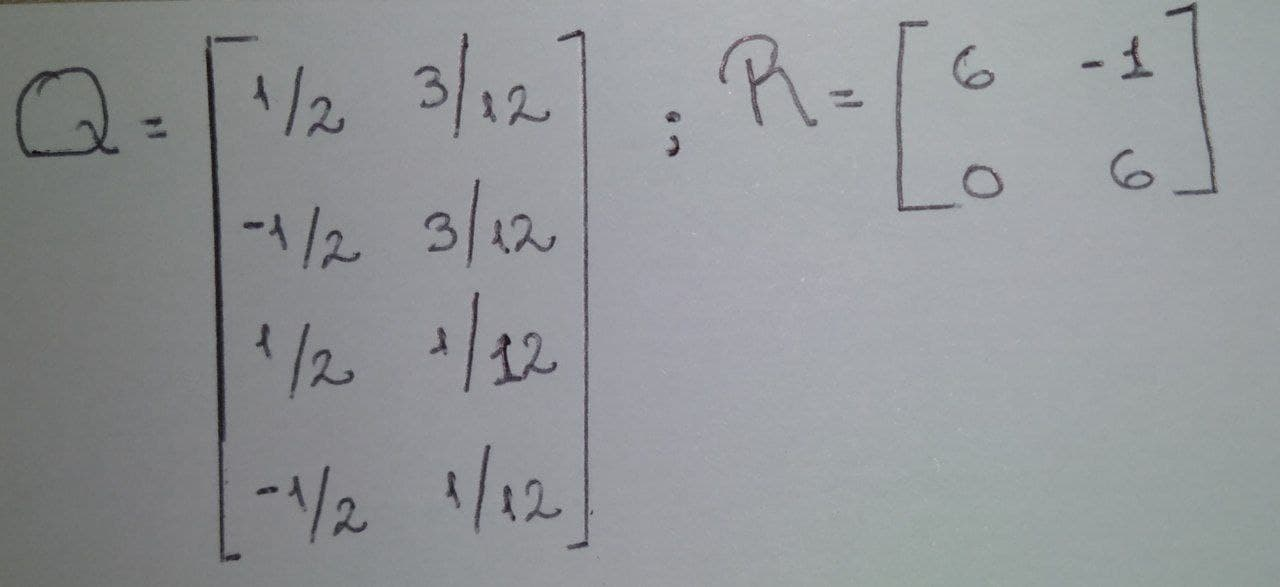 Q = [ 1/2 3/12 ; R = [ 6 -1 ]
-1/2 3/12 0 6
1/2 1/12
-1/2 1/12 ]